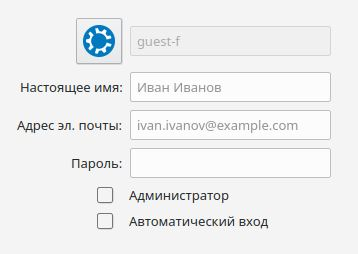 guest-f
Настоящее имя: Иван Иванов
Адрес эл. почты: ivan.ivanov@example.com
Пароль:
Администратор
Автоматический вход